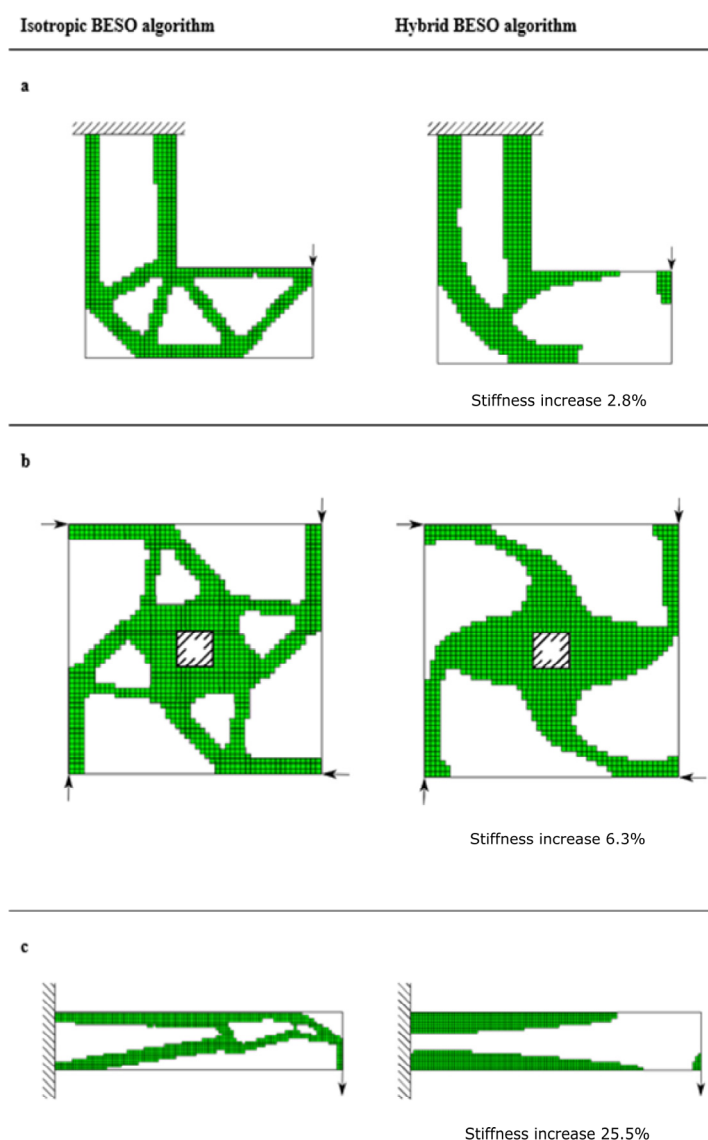 Isotropic BESO algorithm
Hybrid BESO algorithm
a
Stiffness increase 2.8%
b
Stiffness increase 6.3%
c
Stiffness increase 25.5%